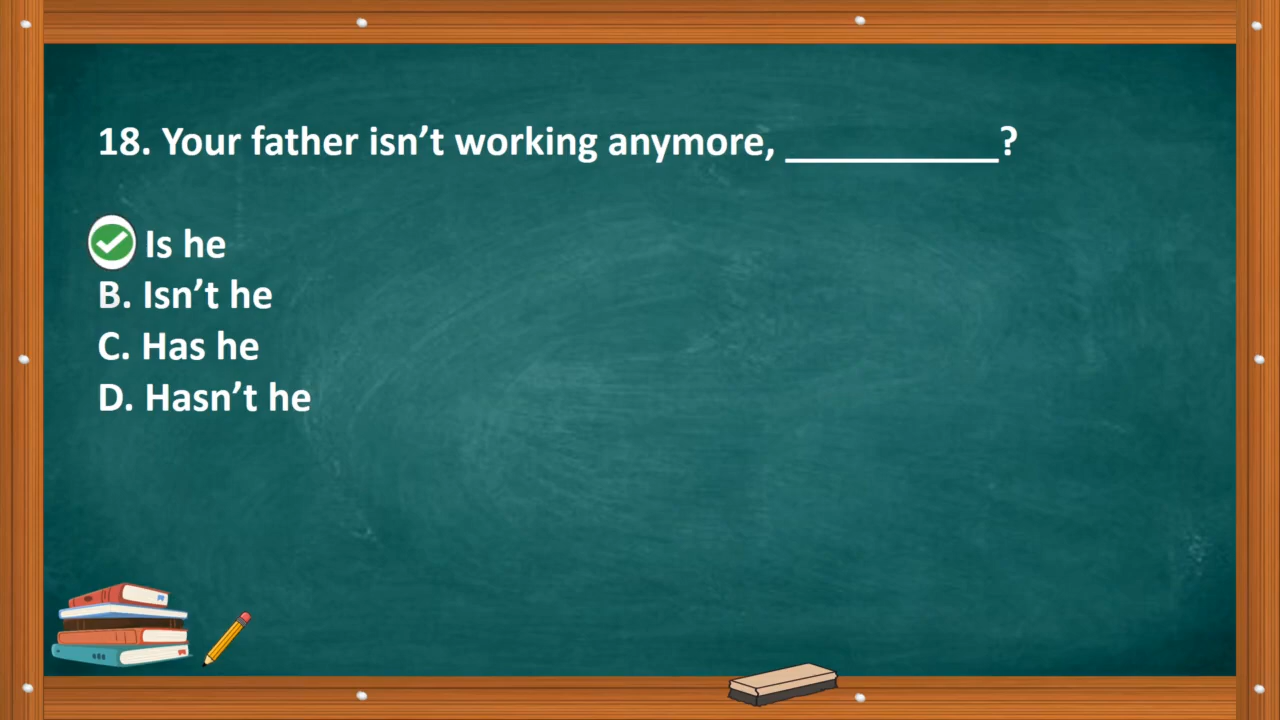 18. Your father isn’t working anymore, __________?
Is he
B. Isn’t he
C. Has he
D. Hasn’t he